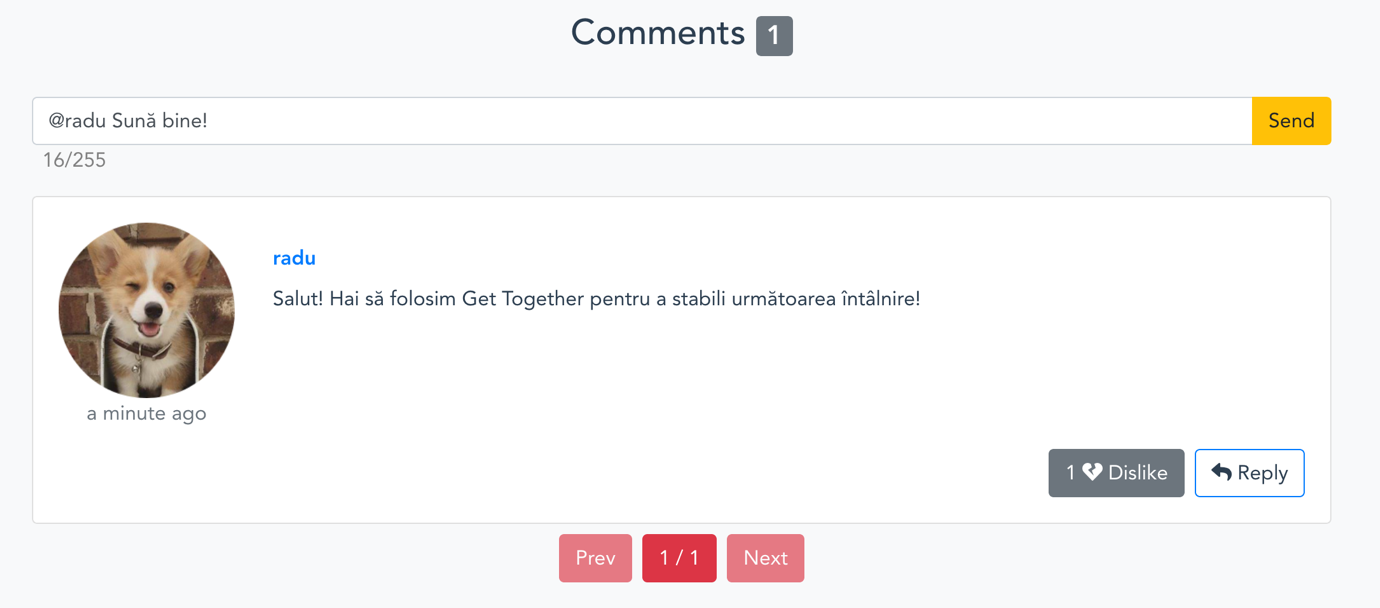 Comments 1
@radu Sună bine! Send
16/255
radu
Salut! Hai să folosim Get Together pentru a stabili următoarea întâlnire!
a minute ago
1 Dislike Reply
Prev 1 / 1 Next